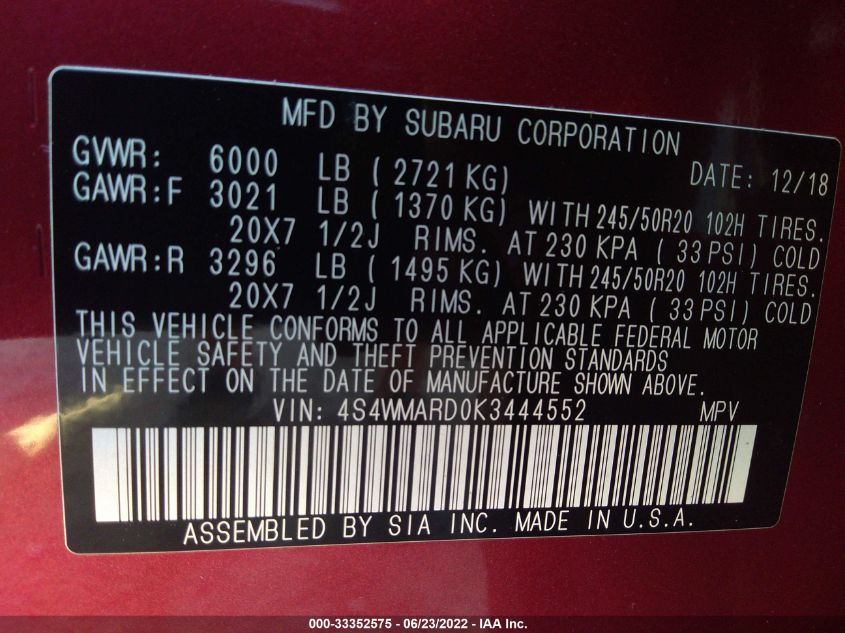 MFD BY SUBARU CORPORATION
GVWR: 6000 LB ( 2721 KG) DATE: 12/18
GAWR:F 3021 LB ( 1370 KG) WITH 245/50R20 102H TIRES.
20X7 1/2J RIMS. AT 230 KPA ( 33 PSI) COLD
GAWR:R 3296 LB ( 1495 KG) WITH 245/50R20 102H TIRES.
20X7 1/2J RIMS. AT 230 KPA ( 33 PSI) COLD
THIS VEHICLE CONFORMS TO ALL APPLICABLE FEDERAL MOTOR
VEHICLE SAFETY AND THEFT PREVENTION STANDARDS
IN EFFECT ON THE DATE OF MANUFACTURE SHOWN ABOVE.
VIN: 4S4WMARD0K3444552 MPV
ASSEMBLED BY SIA INC. MADE IN U.S.A.
000-33352575 - 06/23/2022 - IAA Inc.